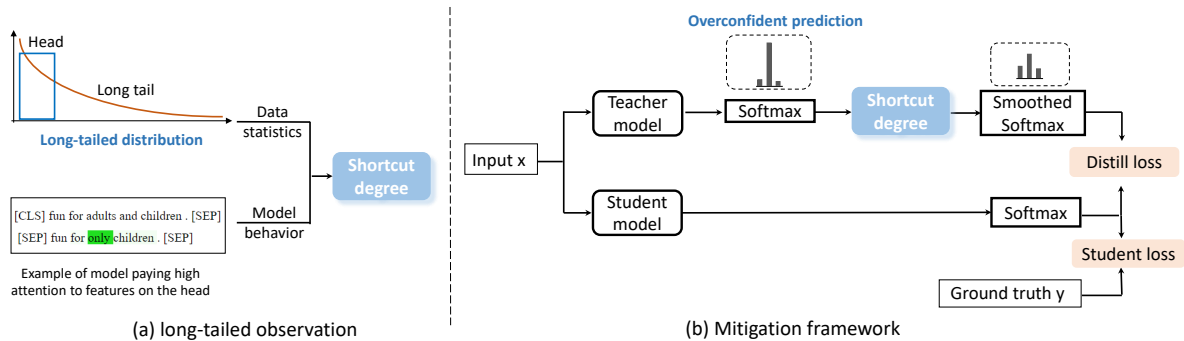 Head
Long tail
Long-tailed distribution
Data
statistics
Shortcut
degree
[CLS] fun for adults and children . [SEP]
[SEP] fun for only children . [SEP]
Model
behavior
Example of model paying high
attention to features on the head
(a) long-tailed observation
Overconfident prediction
Input x
Teacher
model
Softmax
Shortcut
degree
Smoothed
Softmax
Distill loss
Student
model
Softmax
Student loss
Ground truth y
(b) Mitigation framework